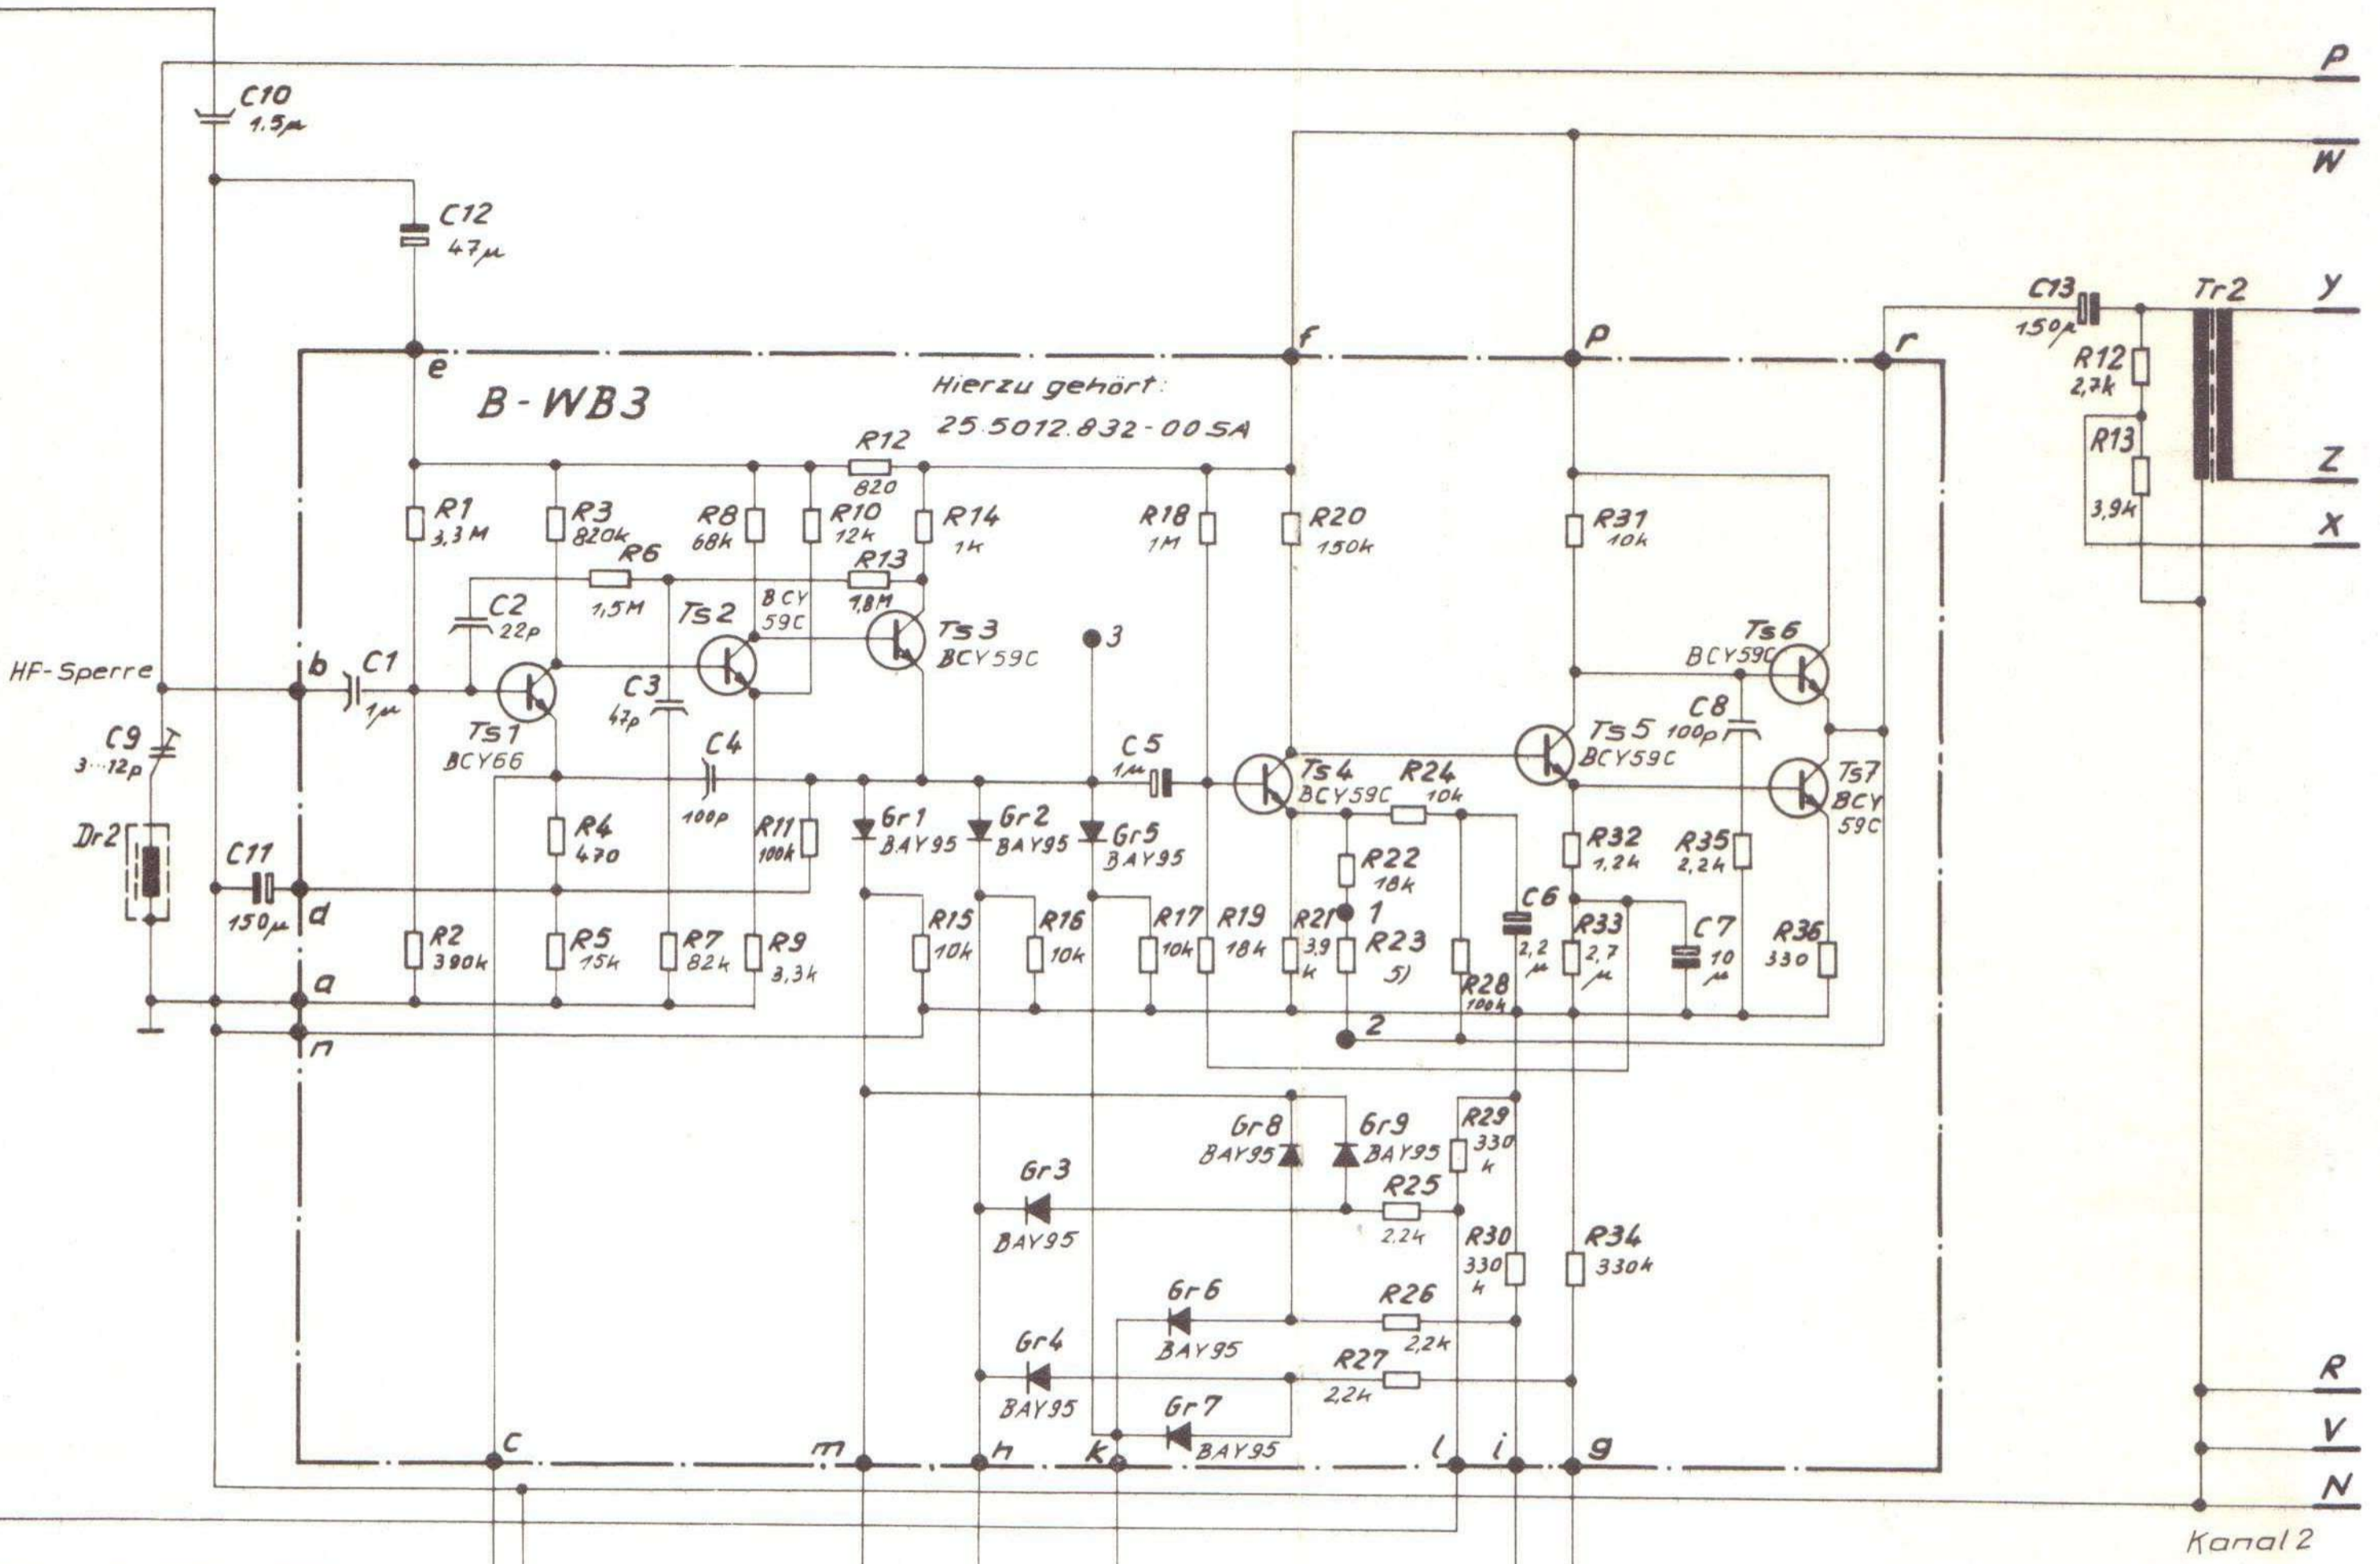 P
C10
1.5µ
W
C12
47µ
C13
150µ
Tr2
Y
R12
2,7k
R13
3,9k
Z
X
e
f
p
r
B-WB3
Hierzu gehört:
25.5012.832-00 SA
R12
820
R1
3,3M
R3
820k
R8
68k
R10
12k
R14
1k
R18
1M
R20
150k
R31
10k
R6
1,5M
R13
1,8M
C2
22p
Ts2
BCY
59C
Ts3
BCY59C
3
Ts6
BCY59C
HF-Sperre
b
C1
1µ
C3
47p
Ts1
BCY66
C4
100p
C5
1µ
Ts4
BCY59C
R24
10k
Ts5
BCY59C
C8
100p
Ts7
BCY
59C
C9
3...12p
Dr2
C11
150µ
d
R4
470
R11
100k
Gr1
BAY95
Gr2
BAY95
Gr5
BAY95
R22
18k
1
R32
1,2k
R35
2,2k
R2
390k
R5
15k
R7
82k
R9
3,3k
R15
10k
R16
10k
R17
10k
R19
18k
R21
3,9
k
R23
5)
R28
100k
C6
2,2
µ
R33
2,7
µ
C7
10
µ
R36
330
a
n
2
Gr8
BAY95
Gr9
BAY95
R29
330
k
Gr3
BAY95
R25
2.2k
R30
330
k
R34
330k
Gr6
BAY95
R26
2,2k
Gr4
BAY95
R27
2,2k
Gr7
BAY95
c
m
h
k
l
i
g
R
V
N
Kanal 2